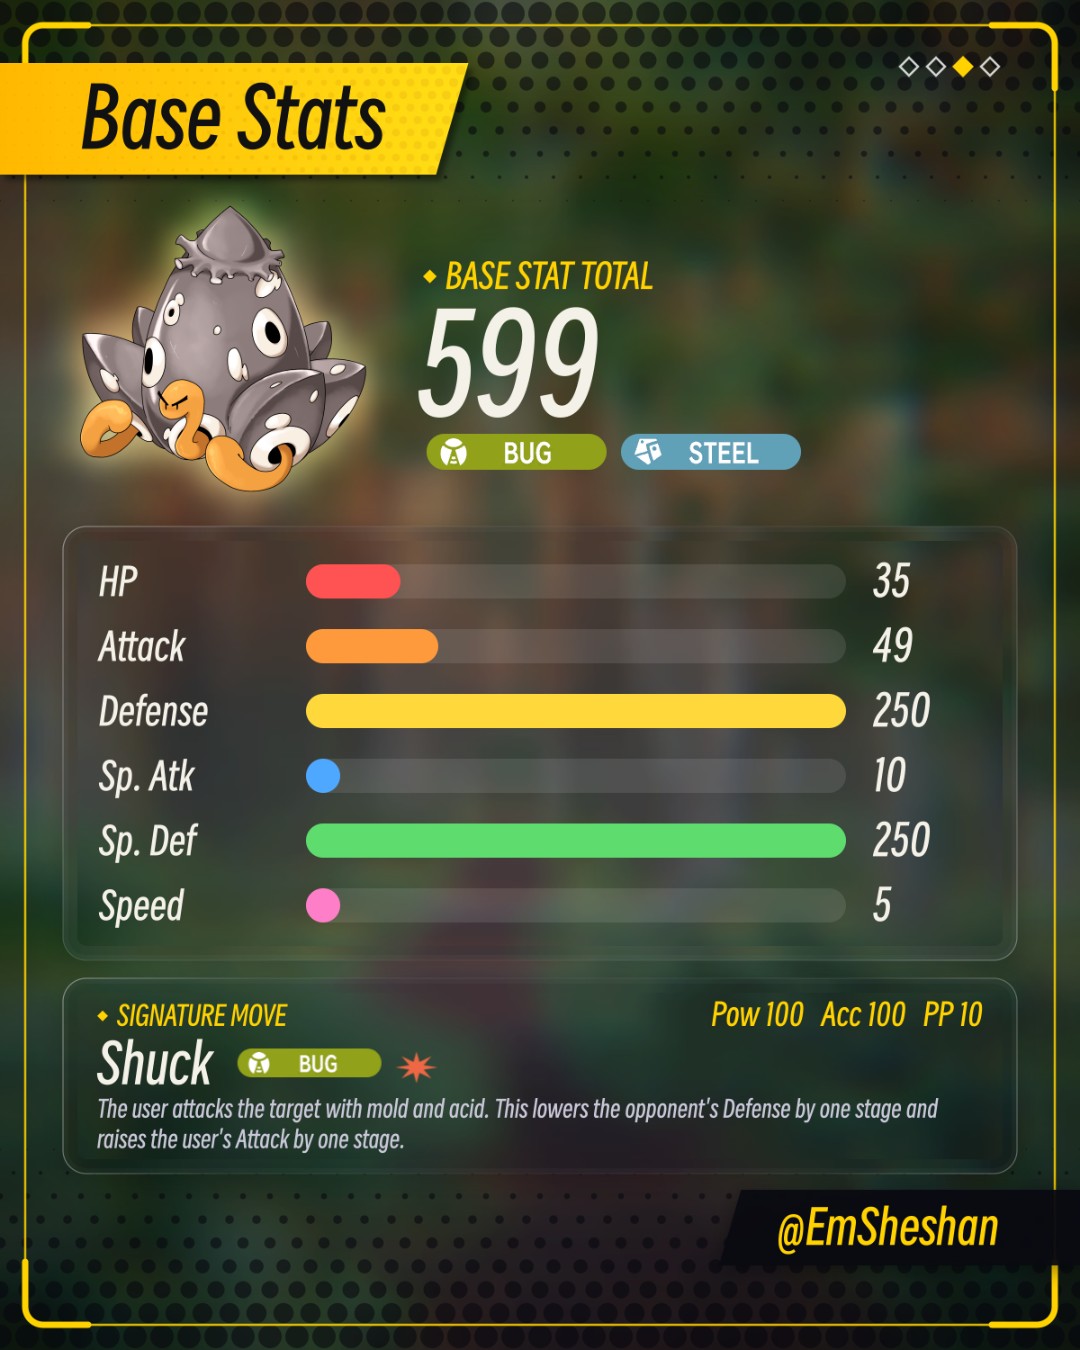 Base Stats
BASE STAT TOTAL
599
BUG STEEL
HP 35
Attack 49
Defense 250
Sp. Atk 10
Sp. Def 250
Speed 5
SIGNATURE MOVE Pow 100 Acc 100 PP 10
Shuck BUG
The user attacks the target with mold and acid. This lowers the opponent's Defense by one stage and
raises the user's Attack by one stage.
@EmSheshan